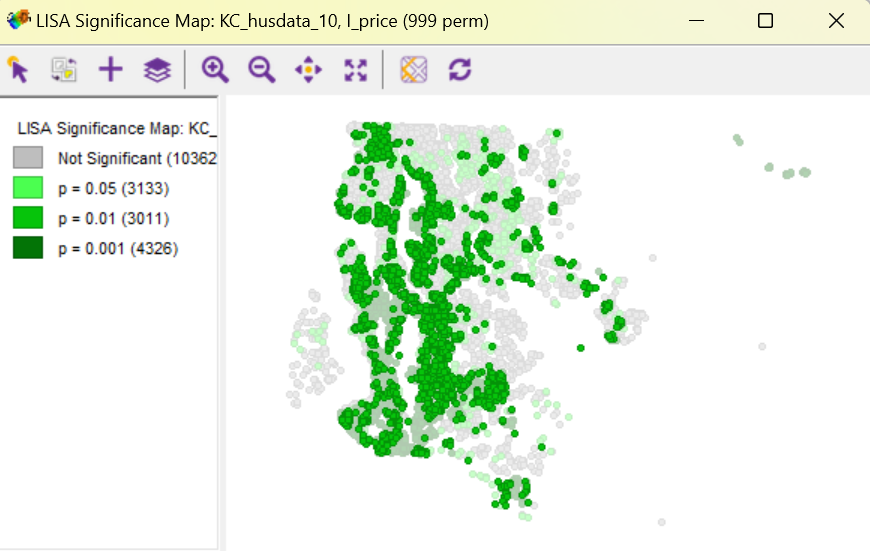 LISA Significance Map: KC_husdata_10, I_price (999 perm)
LISA Significance Map: KC_
Not Significant (10362
p = 0.05 (3133)
p = 0.01 (3011)
p = 0.001 (4326)